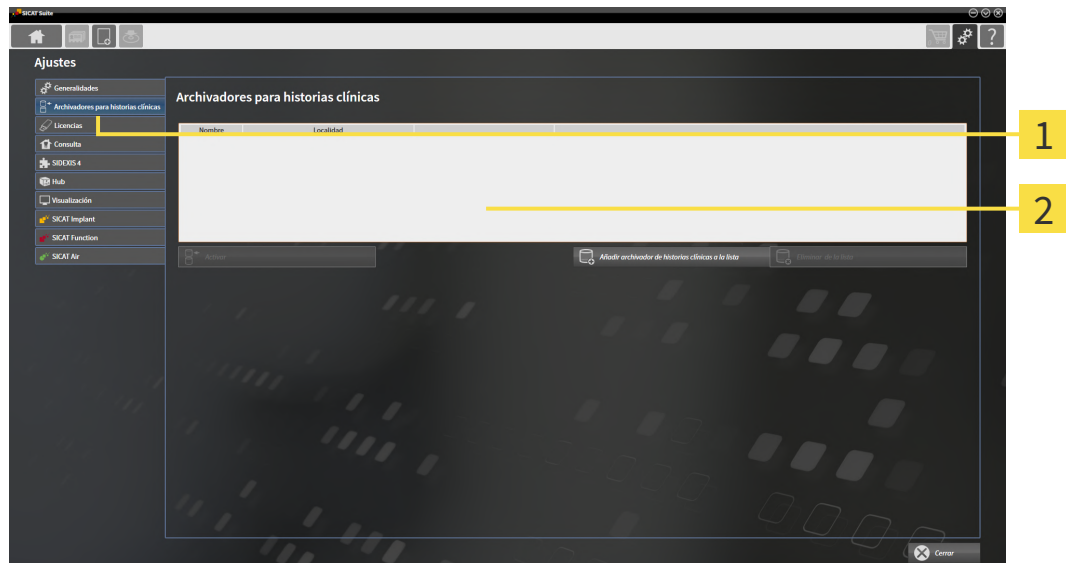 SICAT Suite
?
Ajustes
Generalidades
Archivadores para historias clínicas
Licencias
Consulta
SIDEXIS 4
Hub
Visualización
SICAT Implant
SICAT Function
SICAT Air
Archivadores para historias clínicas
Nombre Localidad
Activar
Añadir archivador de historias clínicas a la lista
Eliminar de la lista
Cerrar
1
2